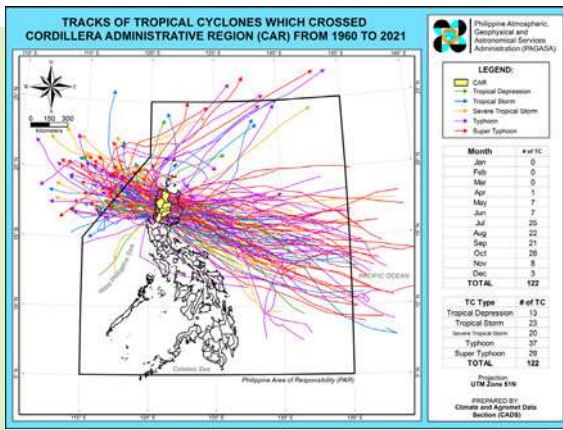 TRACKS OF TROPICAL CYCLONES WHICH CROSSED
CORDILLERA ADMINISTRATIVE REGION (CAR) FROM 1960 TO 2021
Philippine Atmospheric,
Geophysical and
Astronomical Services
Administration (PAGASA)
LEGEND:
CAR
Tropical Depression
Tropical Storm
Severe Tropical Storm
Typhoon
Super Typhoon
0 150 300
Kilometers
N
W
E
S
Month # of TC
Jan 0
Feb 0
Mar 0
Apr 1
May 7
Jun 7
Jul 25
Aug 22
Sep 21
Oct 28
Nov 8
Dec 3
TOTAL 122
TC Type # of TC
Tropical Depression 13
Tropical Storm 23
Severe Tropical Storm 20
Typhoon 37
Super Typhoon 29
TOTAL 122
West Philippine Sea
PACIFIC OCEAN
Celebes Sea
Philippine Area of Responsibility (PAR)
Projection
UTM Zone 51N
PREPARED BY:
Climate and Agromet Data
Section (CADS)